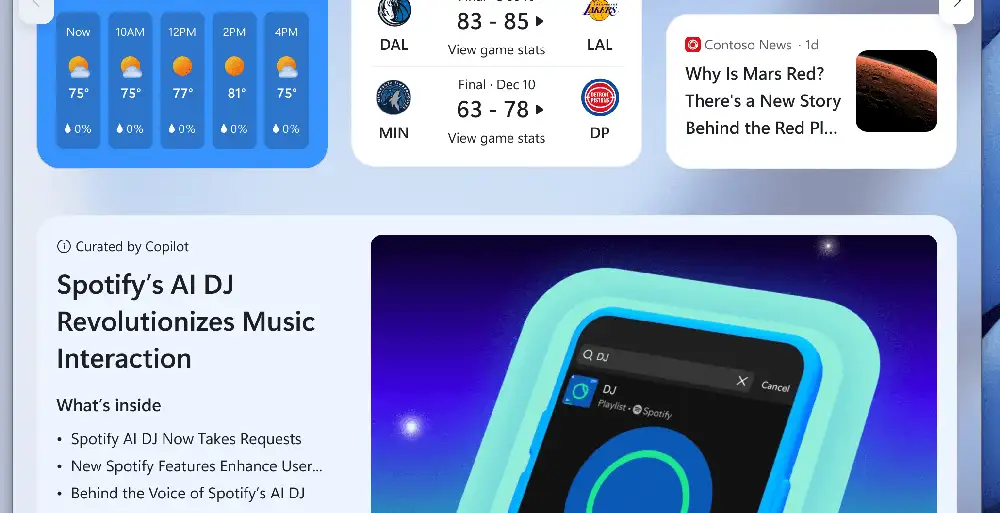 Now 10AM 12PM 2PM 4PM
75° 75° 77° 81° 75°
0% 0% 0% 0% 0%
83 - 85
DAL LAL
View game stats
Final · Dec 10
63 - 78
MIN DP
View game stats
DETROIT
PISTONS
LAKERS
Contoso News · 1d
Why Is Mars Red?
There's a New Story
Behind the Red Pl...
Curated by Copilot
Spotify's AI DJ
Revolutionizes Music
Interaction
What's inside
• Spotify AI DJ Now Takes Requests
• New Spotify Features Enhance User...
• Behind the Voice of Spotify's AI DJ
DJ
Cancel
DJ
Playlist • Spotify